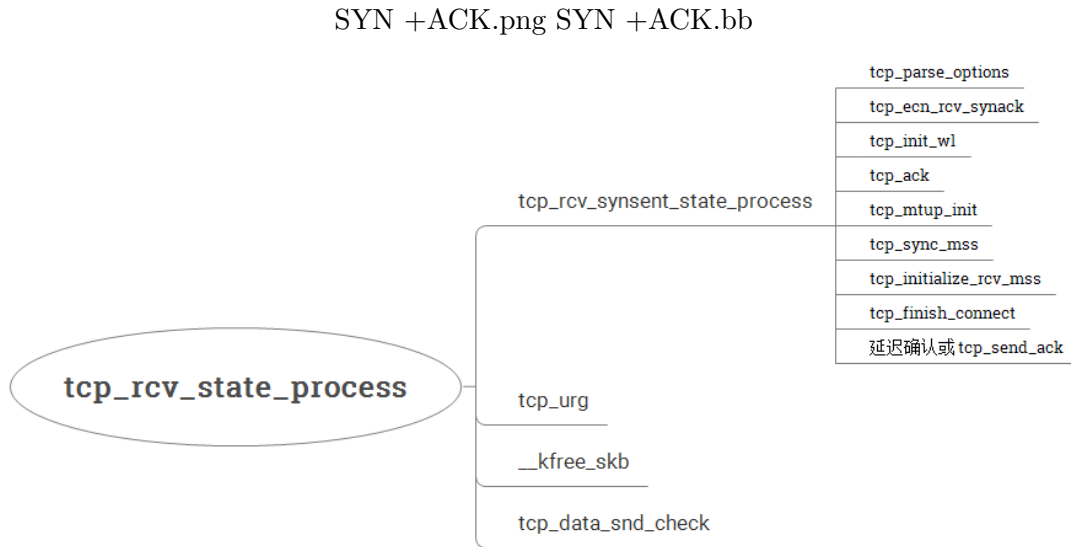 SYN +ACK.png SYN +ACK.bb
tcp_rcv_state_process
tcp_rcv_synsent_state_process
tcp_parse_options
tcp_ecn_rcv_synack
tcp_init_wl
tcp_ack
tcp_mtup_init
tcp_sync_mss
tcp_initialize_rcv_mss
tcp_finish_connect
延迟确认或tcp_send_ack
tcp_urg
__kfree_skb
tcp_data_snd_check